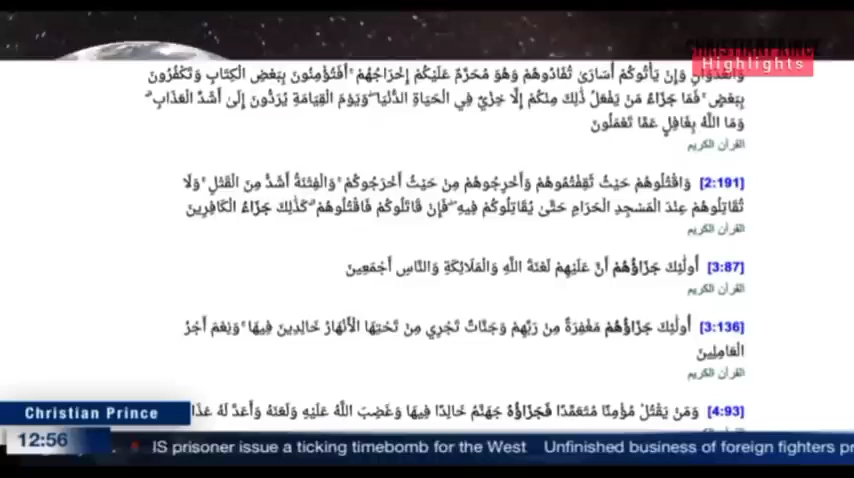 CHRISTIANPRINCE
Highlights
وَالْعُدْوَانِ وَإِن يَأْتُوكُمْ أُسَارَىٰ تُفَادُوهُمْ وَهُوَ مُحَرَّمٌ عَلَيْكُمْ إِخْرَاجُهُمْ ۚ أَفَتُؤْمِنُونَ بِبَعْضِ الْكِتَابِ وَتَكْفُرُونَ
بِبَعْضٍ ۚ فَمَا جَزَاءُ مَن يَفْعَلُ ذَٰلِكَ مِنكُمْ إِلَّا خِزْيٌ فِي الْحَيَاةِ الدُّنْيَا ۖ وَيَوْمَ الْقِيَامَةِ يُرَدُّونَ إِلَىٰ أَشَدِّ الْعَذَابِ ۗ
وَمَا اللَّهُ بِغَافِلٍ عَمَّا تَعْمَلُونَ
القرآن الكريم
[2:191] وَاقْتُلُوهُمْ حَيْثُ ثَقِفْتُمُوهُمْ وَأَخْرِجُوهُم مِّنْ حَيْثُ أَخْرَجُوكُمْ ۚ وَالْفِتْنَةُ أَشَدُّ مِنَ الْقَتْلِ ۚ وَلَا
تُقَاتِلُوهُمْ عِندَ الْمَسْجِدِ الْحَرَامِ حَتَّىٰ يُقَاتِلُوكُمْ فِيهِ ۖ فَإِن قَاتَلُوكُمْ فَاقْتُلُوهُمْ ۗ كَذَٰلِكَ جَزَاءُ الْكَافِرِينَ
القرآن الكريم
[3:87] أُولَٰئِكَ جَزَاؤُهُمْ أَنَّ عَلَيْهِمْ لَعْنَةَ اللَّهِ وَالْمَلَائِكَةِ وَالنَّاسِ أَجْمَعِينَ
القرآن الكريم
[3:136] أُولَٰئِكَ جَزَاؤُهُم مَّغْفِرَةٌ مِّن رَّبِّهِمْ وَجَنَّاتٌ تَجْرِي مِن تَحْتِهَا الْأَنْهَارُ خَالِدِينَ فِيهَا ۚ وَنِعْمَ أَجْرُ
الْعَامِلِينَ
القرآن الكريم
[4:93] وَمَن يَقْتُلْ مُؤْمِنًا مُّتَعَمِّدًا فَجَزَاؤُهُ جَهَنَّمُ خَالِدًا فِيهَا وَغَضِبَ اللَّهُ عَلَيْهِ وَلَعَنَهُ وَأَعَدَّ لَهُ عَذَا
Christian Prince
12:56
IS prisoner issue a ticking timebomb for the West Unfinished business of foreign fighters pr